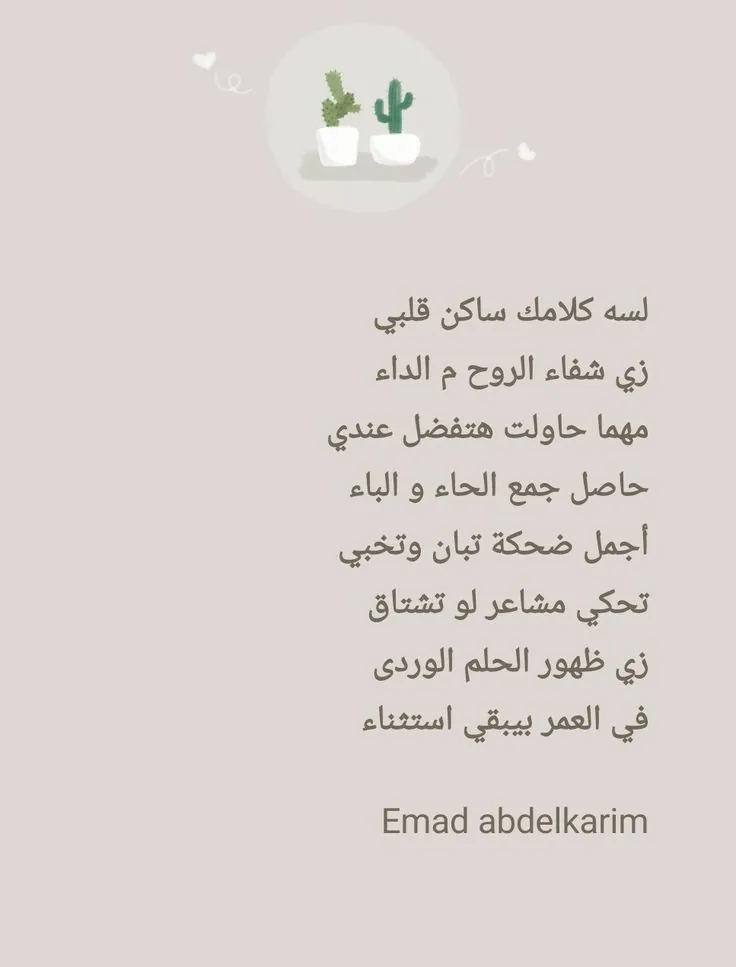 لسه كلامك ساكن قلبي
زي شفاء الروح م الداء
مهما حاولت هتفضل عندي
حاصل جمع الحاء و الباء
أجمل ضحكة تبان وتخبي
تحكي مشاعر لو تشتاق
زي ظهور الحلم الوردى
في العمر بيبقي استثناء
Emad abdelkarim